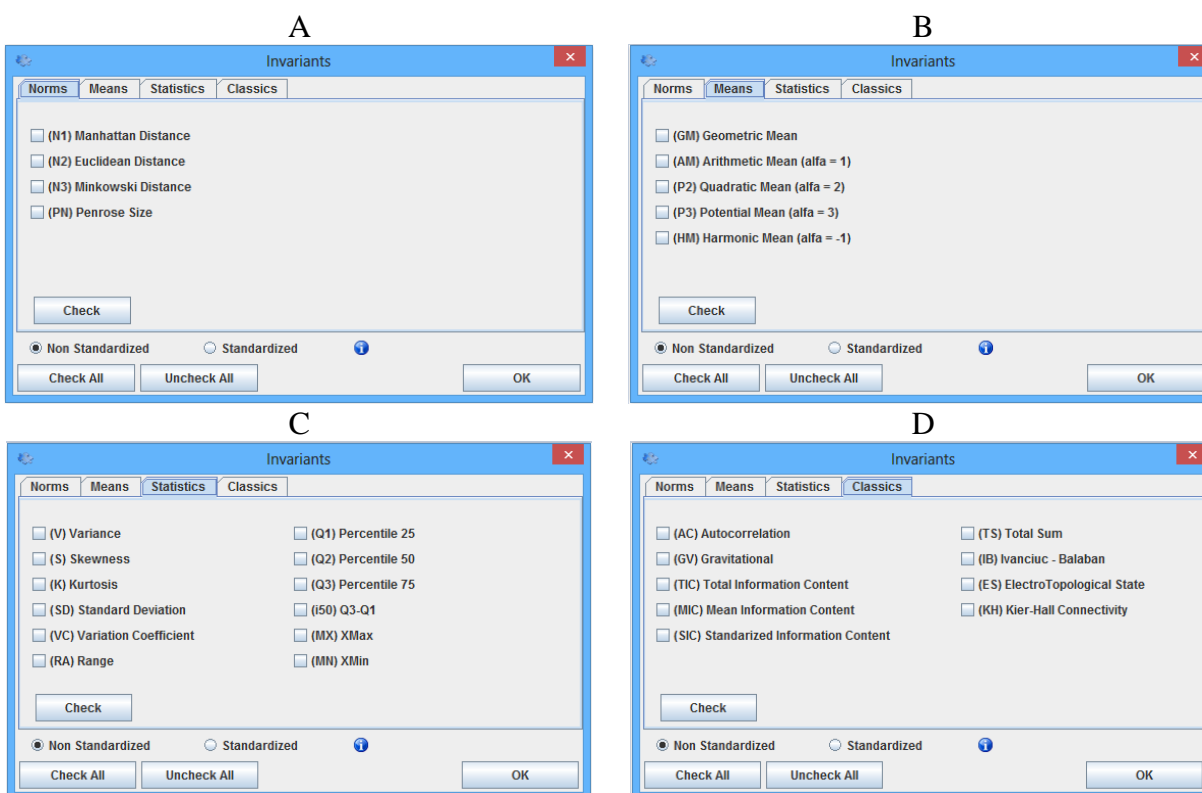 A
Invariants
Norms Means Statistics Classics
(N1) Manhattan Distance
(N2) Euclidean Distance
(N3) Minkowski Distance
(PN) Penrose Size
Check
Non Standardized Standardized
Check All Uncheck All OK
B
Invariants
Norms Means Statistics Classics
(GM) Geometric Mean
(AM) Arithmetic Mean (alfa = 1)
(P2) Quadratic Mean (alfa = 2)
(P3) Potential Mean (alfa = 3)
(HM) Harmonic Mean (alfa = -1)
Check
Non Standardized Standardized
Check All Uncheck All OK
C
Invariants
Norms Means Statistics Classics
(V) Variance (Q1) Percentile 25
(S) Skewness (Q2) Percentile 50
(K) Kurtosis (Q3) Percentile 75
(SD) Standard Deviation (i50) Q3-Q1
(VC) Variation Coefficient (MX) XMax
(RA) Range (MN) XMin
Check
Non Standardized Standardized
Check All Uncheck All OK
D
Invariants
Norms Means Statistics Classics
(AC) Autocorrelation (TS) Total Sum
(GV) Gravitational (IB) Ivanciuc - Balaban
(TIC) Total Information Content (ES) ElectroTopological State
(MIC) Mean Information Content (KH) Kier-Hall Connectivity
(SIC) Standarized Information Content
Check
Non Standardized Standardized
Check All Uncheck All OK